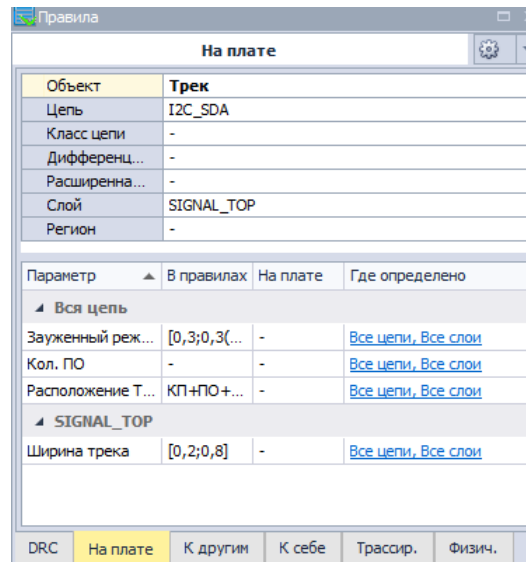 Правила
На плате
Объект Трек
Цепь I2C_SDA
Класс цепи -
Дифференц... -
Расширенна... -
Слой SIGNAL_TOP
Регион -
Параметр В правилах На плате Где определено
Вся цепь
Зауженный реж... [0,3;0,3(... - Все цепи, Все слои
Кол. ПО - - Все цепи, Все слои
Расположение Т... КП+ПО+... - Все цепи, Все слои
SIGNAL_TOP
Ширина трека [0,2;0,8] - Все цепи, Все слои
DRC На плате К другим К себе Трассир. Физич.